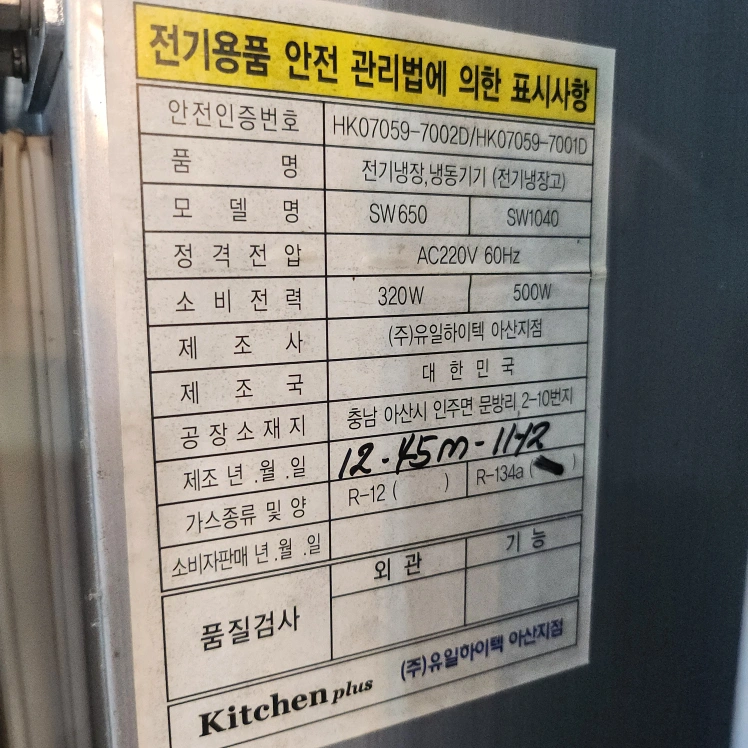 전기용품 안전 관리법에 의한 표시사항
안전인증번호 HK07059-7002D/HK07059-7001D
품 명 전기냉장,냉동기기 (전기냉장고)
모 델 명 SW650 SW1040
정 격 전 압 AC220V 60Hz
소 비 전 력 320W 500W
제 조 사 (주)유일하이텍 아산지점
제 조 국 대 한 민 국
공 장 소 재 지 충남 아산시 인주면 문방리 2-10번지
제조 년 .월 .일 12-45m-1142
가스종류 및 양 R-12 ( ) R-134a ( )
소비자판매 년 .월 .일
품질검사 외 관 기 능
Kitchen plus (주)유일하이텍 아산지점